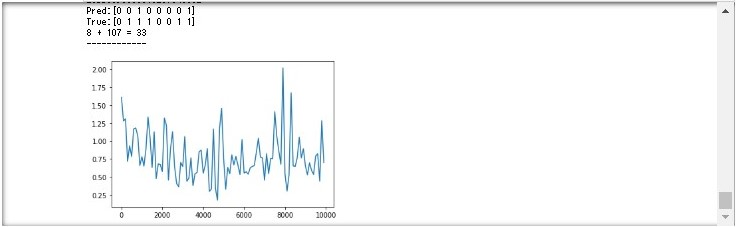 Pred:[0 0 1 0 0 0 0 1]
True:[0 1 1 1 0 0 1 1]
8 + 107 = 33
------------
2.00
1.75
1.50
1.25
1.00
0.75
0.50
0.25
0 2000 4000 6000 8000 10000